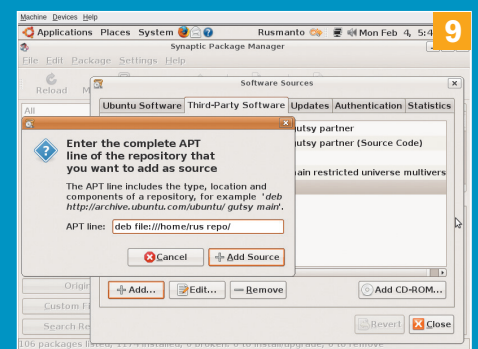 Machine Devices Help
Applications Places System Rusmanto Mon Feb 4, 5:4
9
Synaptic Package Manager
File Edit Package Settings Help
Reload M
Software Sources
All
Ubuntu Software Third-Party Software Updates Authentication Statistics
gutsy partner
gutsy partner (Source Code)
main restricted universe multivers
Enter the complete APT
line of the repository that
you want to add as source
The APT line includes the type, location and
components of a repository, for example 'deb
http://archive.ubuntu.com/ubuntu/ gutsy main'.
APT line: deb file:///home/rus repo/
Cancel Add Source
Origin
Add... Edit... Remove Add CD-ROM...
Custom Fi
Search Re
Revert Close
106 packages listed, installed, 0 broken. 0 to install/upgrade, 0 to remove